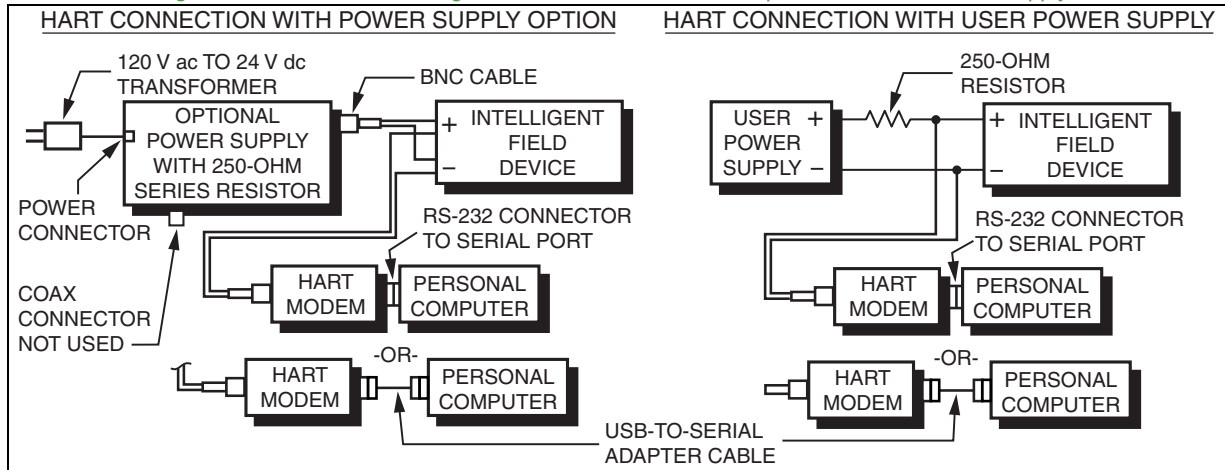 HART CONNECTION WITH POWER SUPPLY OPTION
120 V ac TO 24 V dc
TRANSFORMER
BNC CABLE
OPTIONAL
POWER SUPPLY
WITH 250-OHM
SERIES RESISTOR
+ INTELLIGENT
FIELD
− DEVICE
POWER
CONNECTOR
RS-232 CONNECTOR
TO SERIAL PORT
HART
MODEM
PERSONAL
COMPUTER
COAX
CONNECTOR
NOT USED
-OR-
HART
MODEM
PERSONAL
COMPUTER
HART CONNECTION WITH USER POWER SUPPLY
250-OHM
RESISTOR
USER +
POWER
SUPPLY −
+ INTELLIGENT
FIELD
− DEVICE
RS-232 CONNECTOR
TO SERIAL PORT
HART
MODEM
PERSONAL
COMPUTER
-OR-
HART
MODEM
PERSONAL
COMPUTER
USB-TO-SERIAL
ADAPTER CABLE